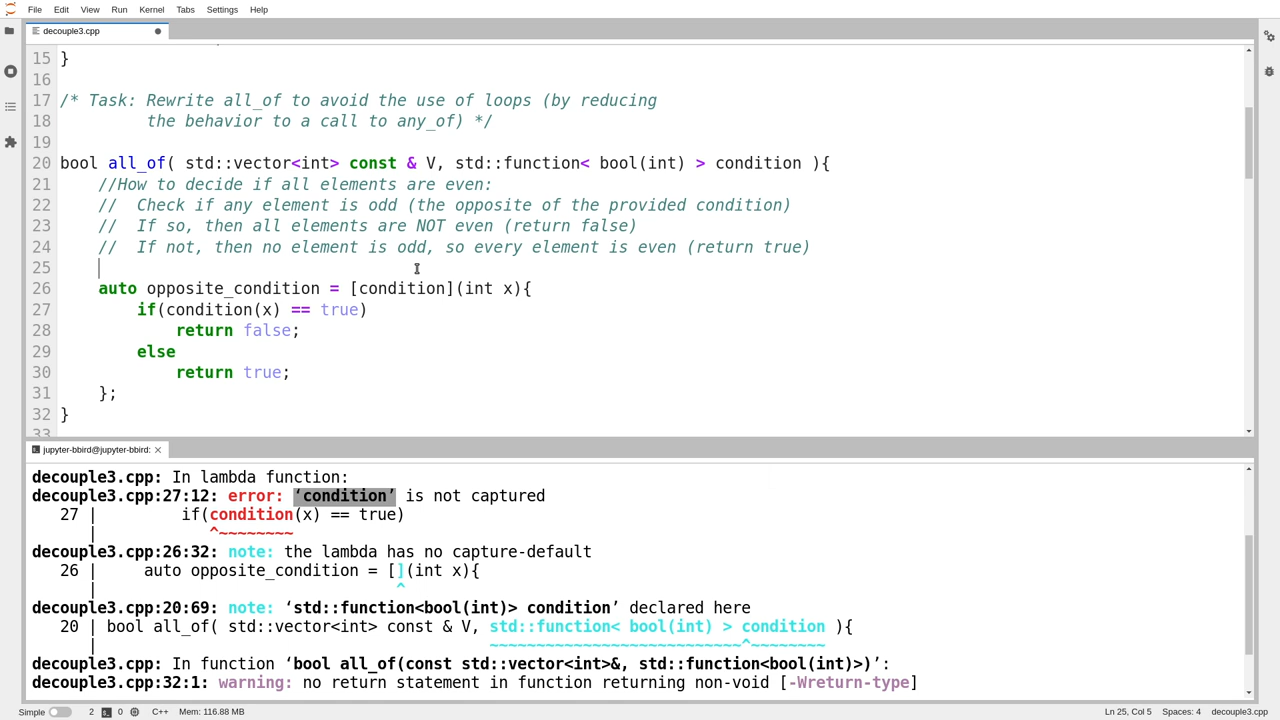 File Edit View Run Kernel Tabs Settings Help
decouple3.cpp
15 }
16
17 /* Task: Rewrite all_of to avoid the use of loops (by reducing
18 the behavior to a call to any_of) */
19
20 bool all_of( std::vector<int> const & V, std::function< bool(int) > condition ){
21 //How to decide if all elements are even:
22 // Check if any element is odd (the opposite of the provided condition)
23 // If so, then all elements are NOT even (return false)
24 // If not, then no element is odd, so every element is even (return true)
25
26 auto opposite_condition = [condition](int x){
27 if(condition(x) == true)
28 return false;
29 else
30 return true;
31 };
32 }
33
jupyter-bbird@jupyter-bbird:
decouple3.cpp: In lambda function:
decouple3.cpp:27:12: error: ‘condition’ is not captured
27 | if(condition(x) == true)
| ^~~~~~~~~
decouple3.cpp:26:32: note: the lambda has no capture-default
26 | auto opposite_condition = [](int x){
| ^
decouple3.cpp:20:69: note: ‘std::function<bool(int)> condition’ declared here
20 | bool all_of( std::vector<int> const & V, std::function< bool(int) > condition ){
| ~~~~~~~~~~~~~~~~~~~~~~~~~~~^~~~~~~~~
decouple3.cpp: In function ‘bool all_of(const std::vector<int>&, std::function<bool(int)>)’:
decouple3.cpp:32:1: warning: no return statement in function returning non-void [-Wreturn-type]
Simple 2 0 C++ Mem: 116.88 MB Ln 25, Col 5 Spaces: 4 decouple3.cpp